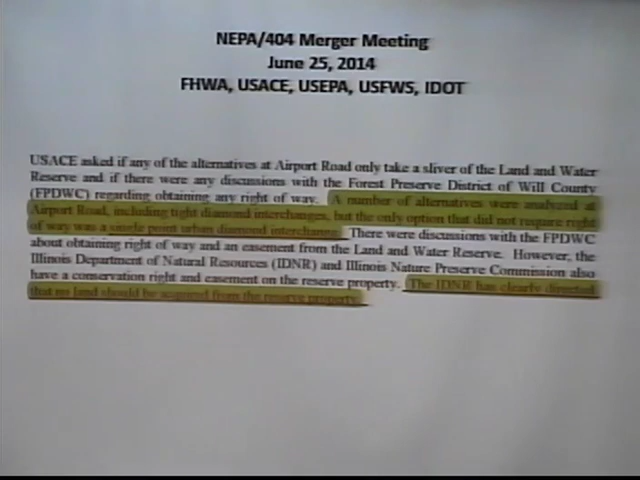 NEPA/404 Merger Meeting
June 25, 2014
FHWA, USACE, USEPA, USFWS, IDOT
USACE asked if any of the alternatives at Airport Road only take a sliver of the Land and Water
Reserve and if there were any discussions with the Forest Preserve District of Will County
(FPDWC) regarding obtaining any right of way. A number of alternatives were analyzed at
Airport Road, including tight diamond interchanges, but the only option that did not require right
of way was a single point urban diamond interchange. There were discussions with the FPDWC
about obtaining right of way and an easement from the Land and Water Reserve. However, the
Illinois Department of Natural Resources (IDNR) and Illinois Nature Preserve Commission also
have a conservation right and easement on the reserve property. The IDNR has clearly directed
that no land should be acquired from the reserve property.